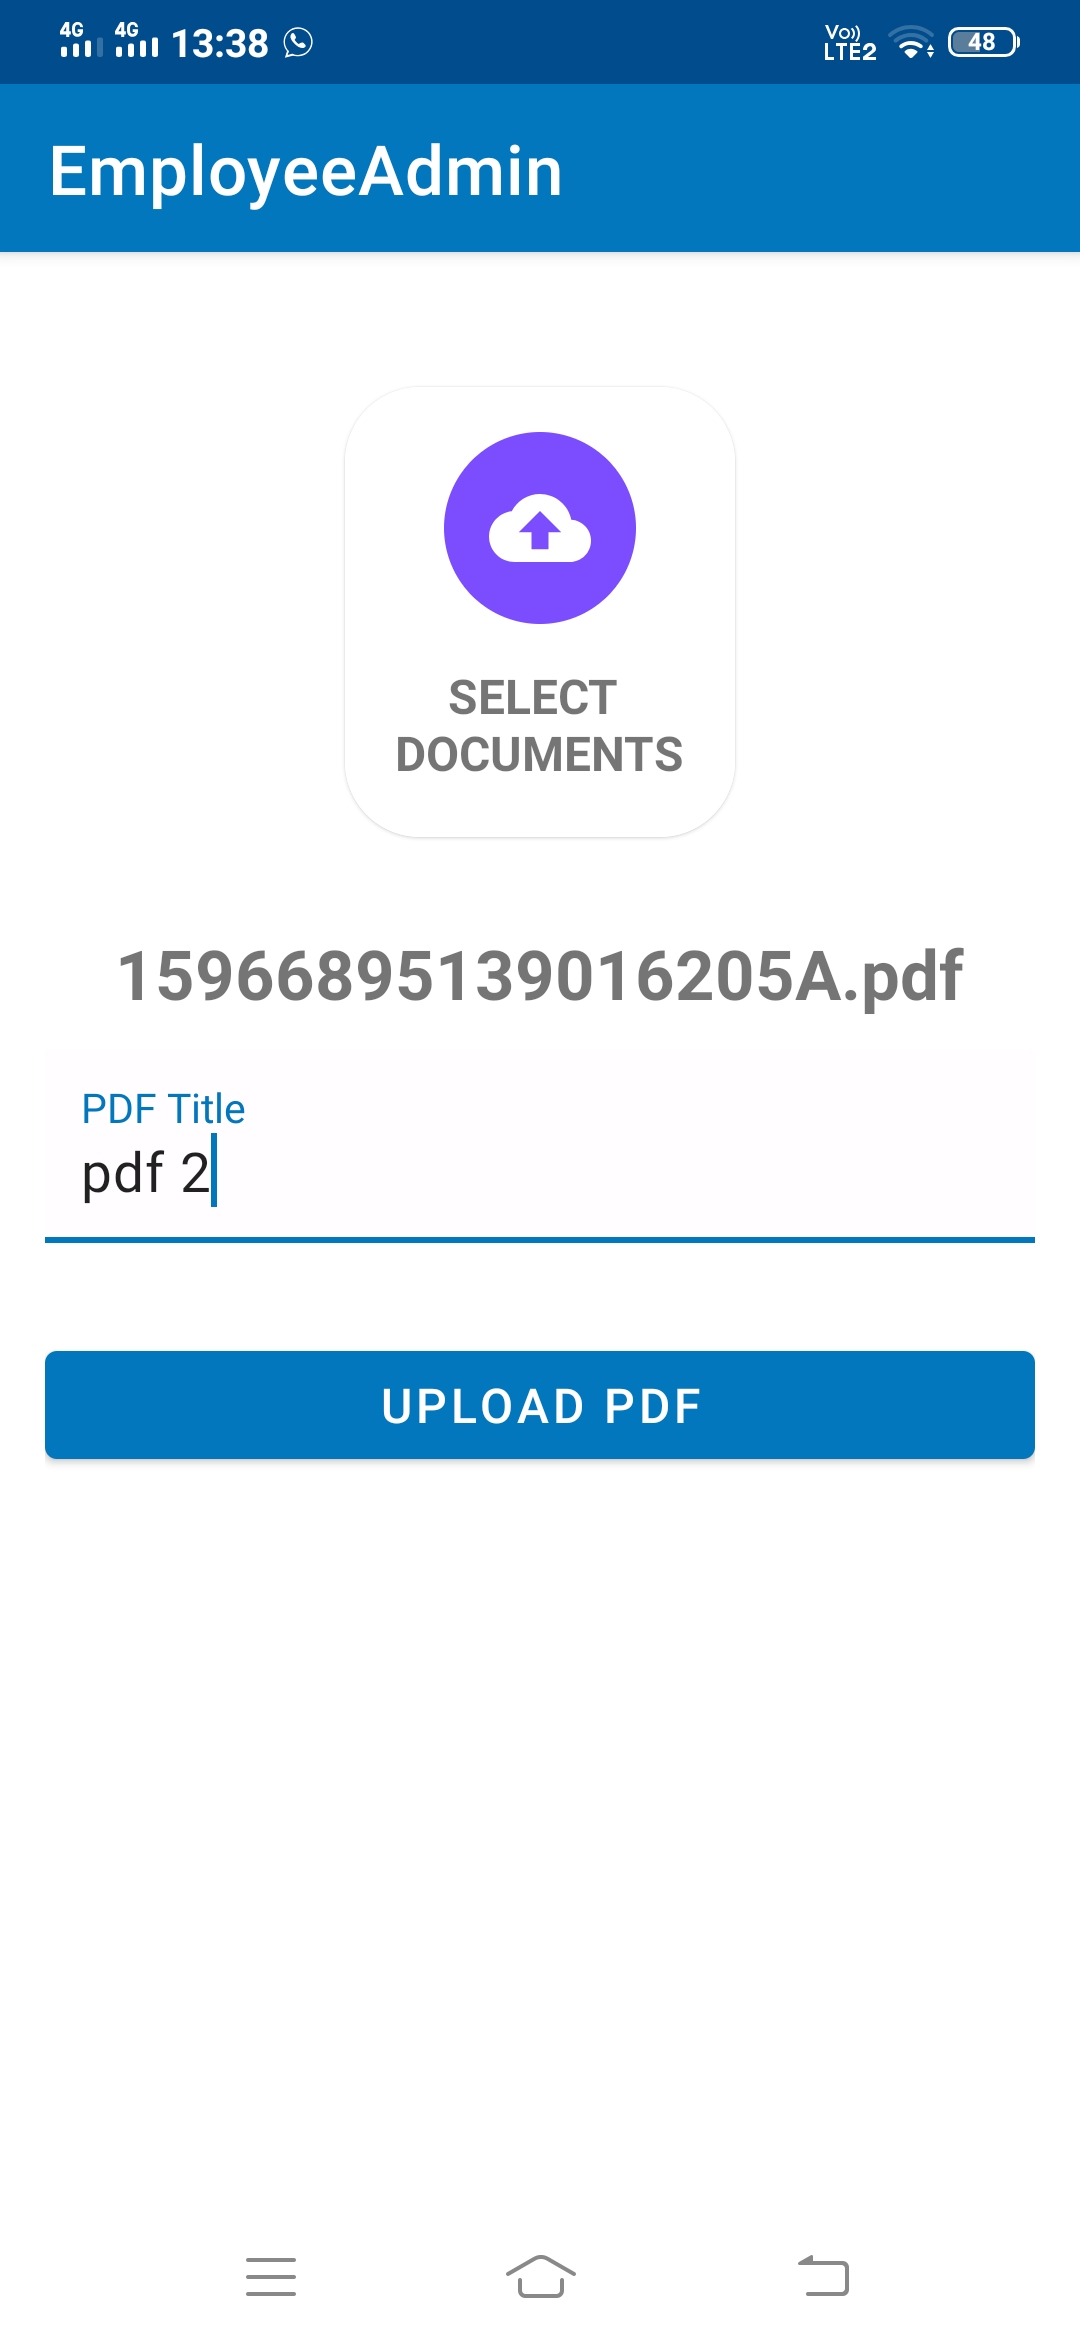 4G 4G 13:38 Vo)) LTE2 48
EmployeeAdmin
SELECT
DOCUMENTS
15966895139016205A.pdf
PDF Title
pdf 2
UPLOAD PDF